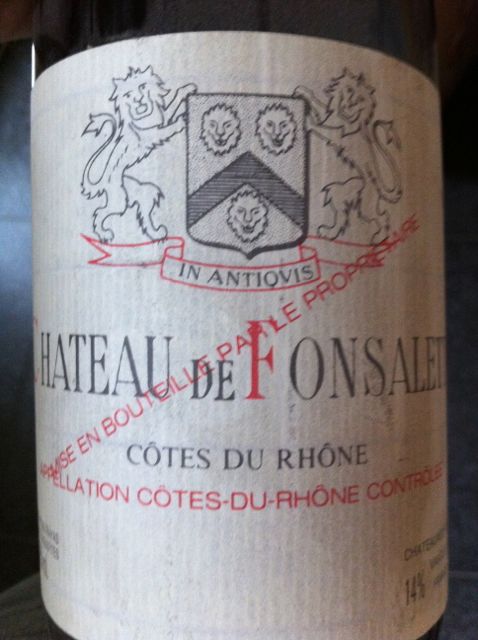 IN ANTIQVIS
MISE EN BOUTEILLE PAR LE PROPRIETAIRE
CHATEAU DE FONSALET
CÔTES DU RHÔNE
APPELLATION CÔTES-DU-RHÔNE CONTRÔLÉE
14%